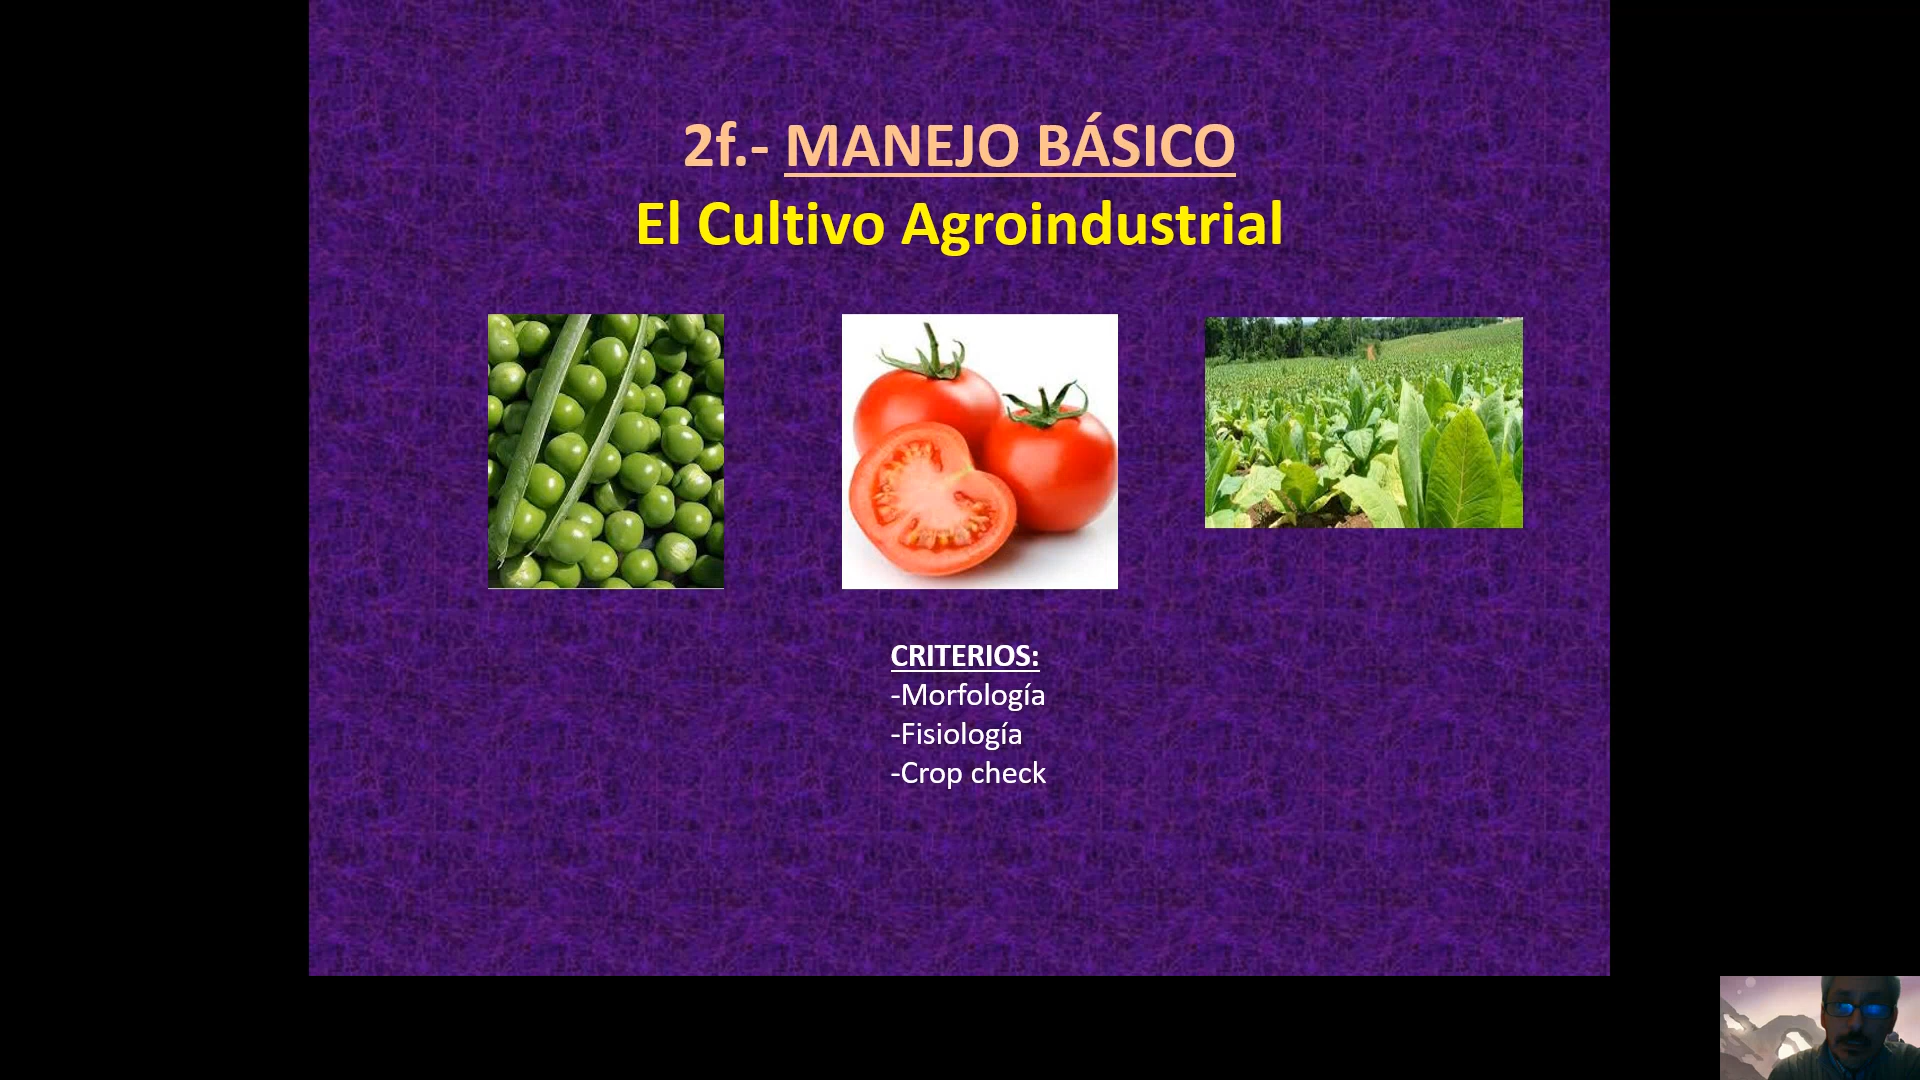 2f.- MANEJO BÁSICO
El Cultivo Agroindustrial
CRITERIOS:
-Morfología
-Fisiología
-Crop check